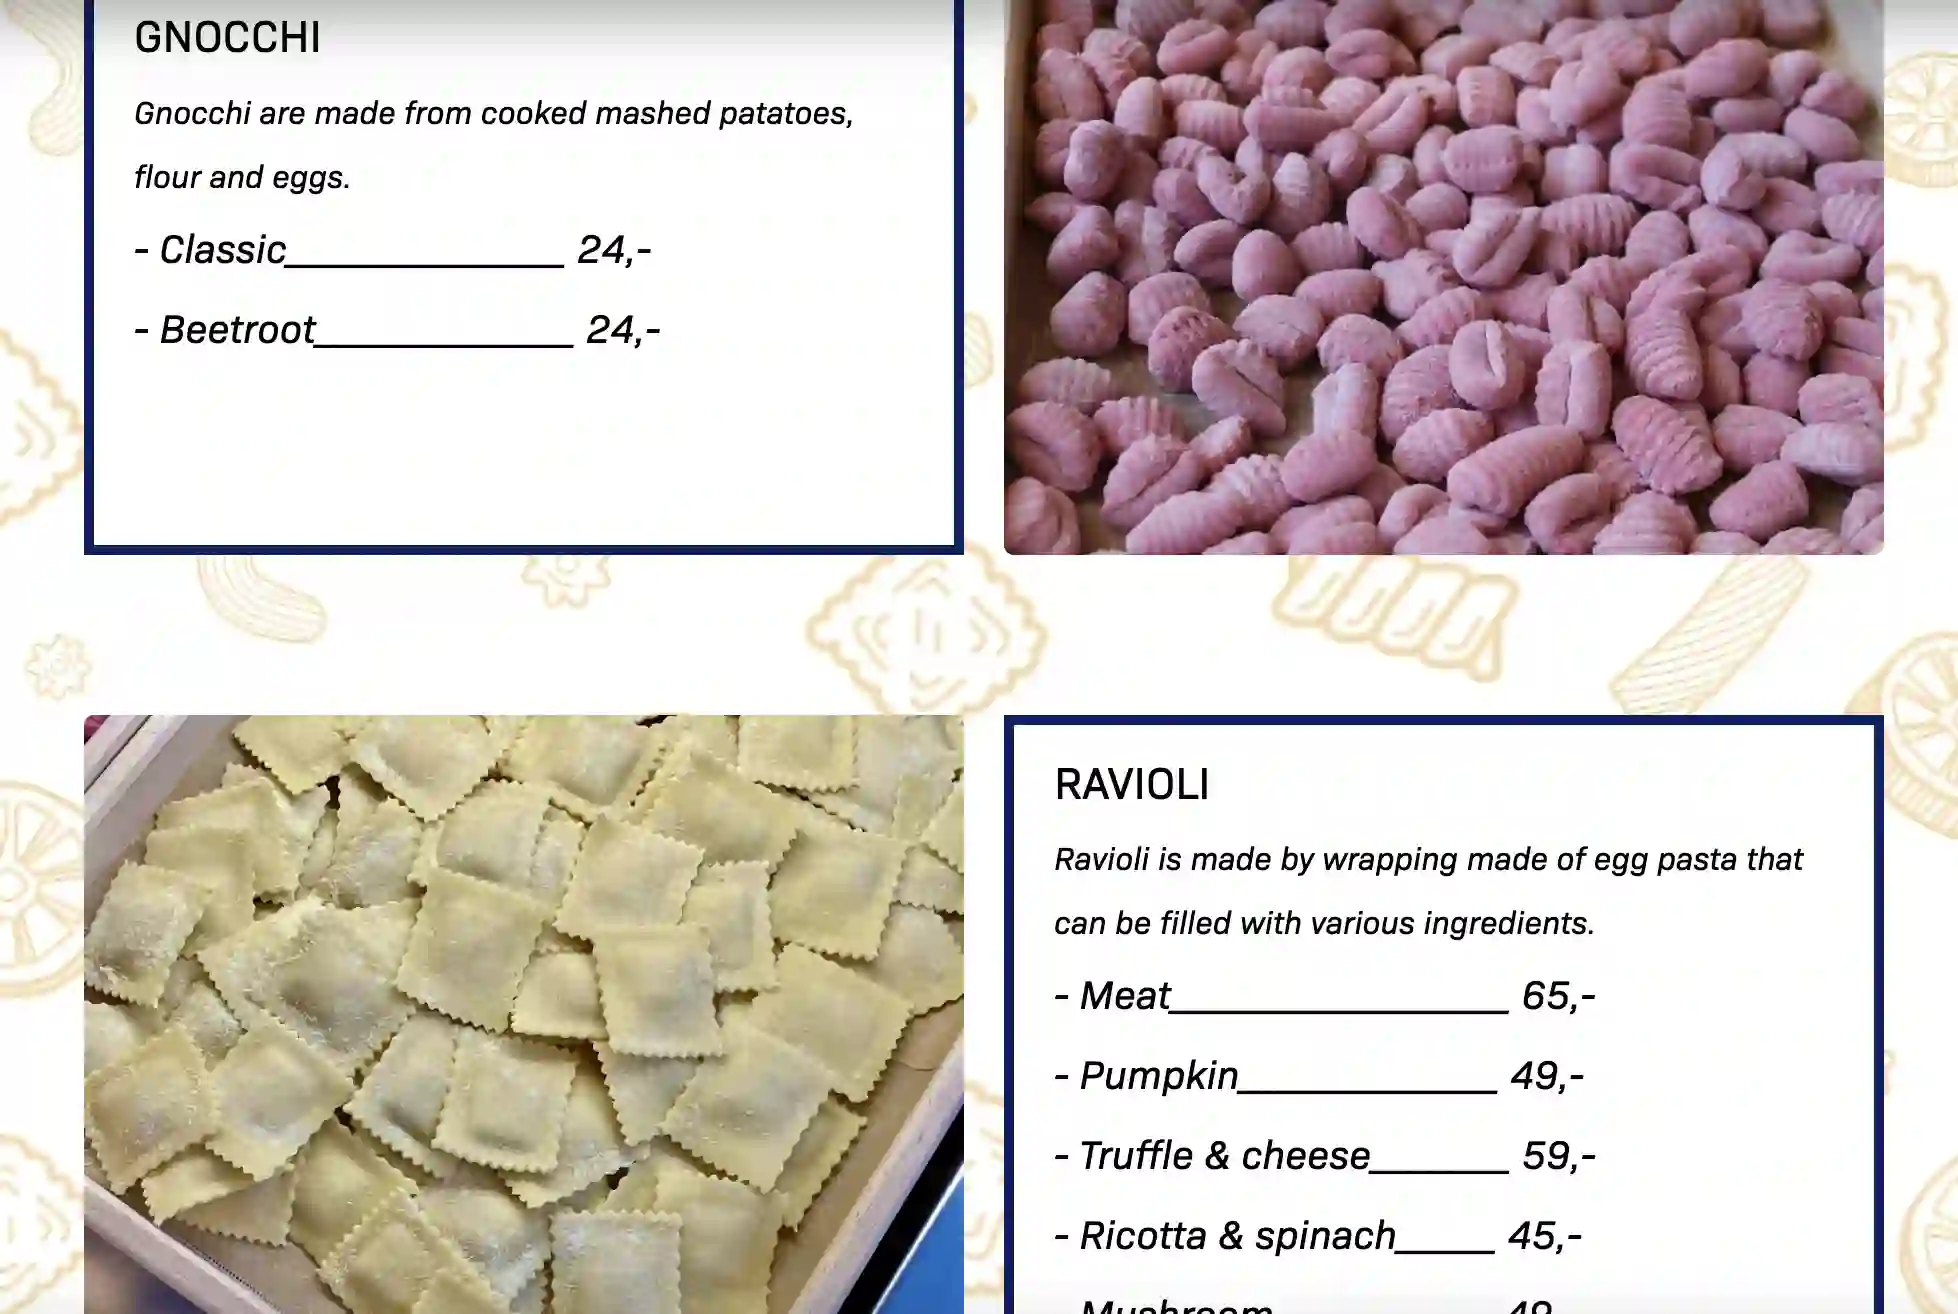 GNOCCHI
Gnocchi are made from cooked mashed patatoes,
flour and eggs.
- Classic______________ 24,-
- Beetroot_____________ 24,-
RAVIOLI
Ravioli is made by wrapping made of egg pasta that
can be filled with various ingredients.
- Meat_________________ 65,-
- Pumpkin_____________ 49,-
- Truffle & cheese_______ 59,-
- Ricotta & spinach_____ 45,-
- Mushroom 49